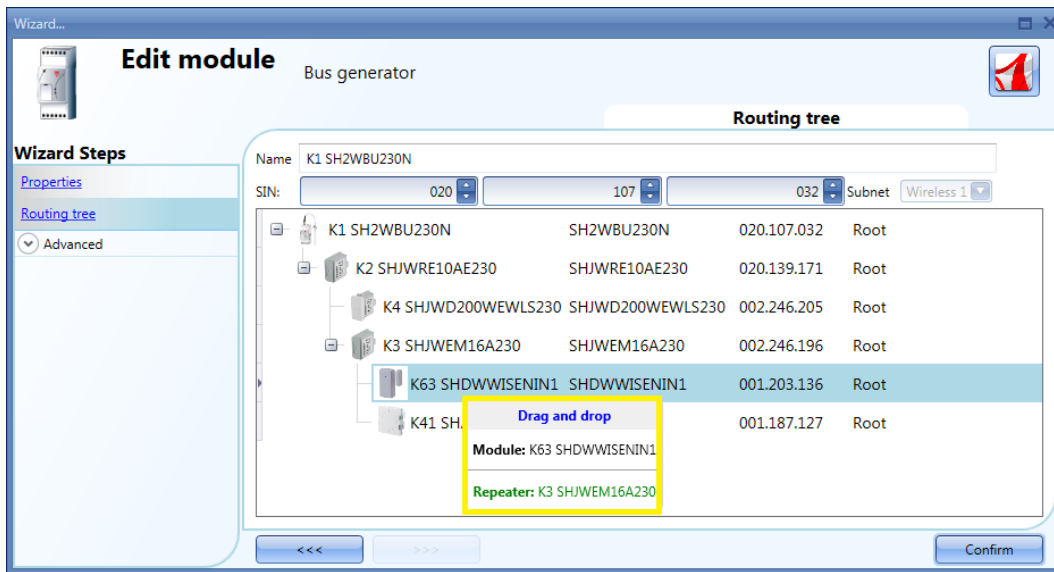 Wizard...
Edit module
Bus generator
Routing tree
Wizard Steps
Properties
Routing tree
Advanced
Name K1 SH2WBU230N
SIN: 020 107 032 Subnet Wireless 1
K1 SH2WBU230N SH2WBU230N 020.107.032 Root
K2 SHJWRE10AE230 SHJWRE10AE230 020.139.171 Root
K4 SHJWD200WEWLS230 SHJWD200WEWLS230 002.246.205 Root
K3 SHJWEM16A230 SHJWEM16A230 002.246.196 Root
K63 SHDWWISENIN1 SHDWWISENIN1 001.203.136 Root
K41 SH 001.187.127 Root
Drag and drop
Module: K63 SHDWWISENIN1
Repeater: K3 SHJWEM16A230
<<< >>> Confirm